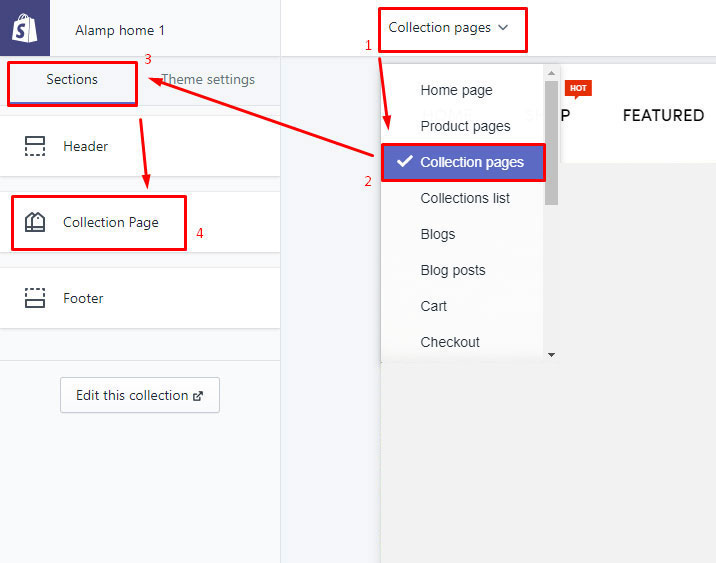 Alamp home 1
1
Collection pages
3
Sections
Theme settings
Home page
HOT
P
FEATURED
Product pages
Header
2
Collection pages
Collections list
Collection Page
4
Blogs
Blog posts
Footer
Cart
Checkout
Edit this collection